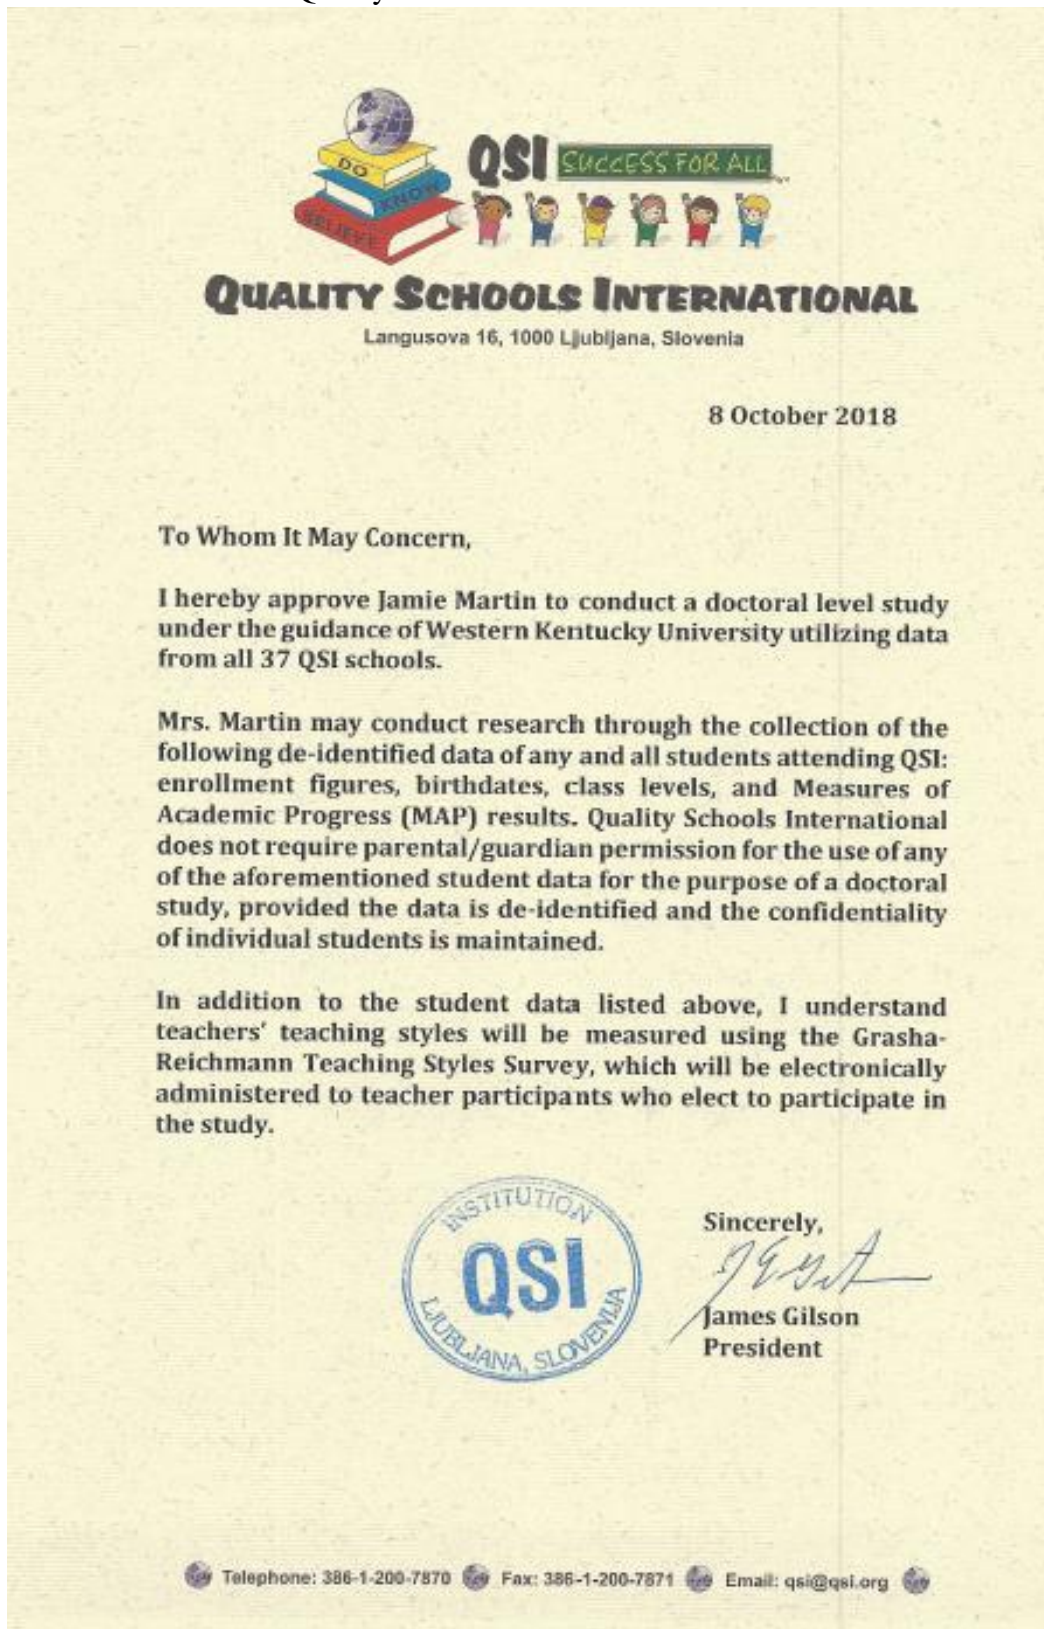 DO
KNOW
BELIEVE
QSI SUCCESS FOR ALL
QUALITY SCHOOLS INTERNATIONAL
Langusova 16, 1000 Ljubljana, Slovenia
8 October 2018
To Whom It May Concern,
I hereby approve Jamie Martin to conduct a doctoral level study
under the guidance of Western Kentucky University utilizing data
from all 37 QSI schools.
Mrs. Martin may conduct research through the collection of the
following de-identified data of any and all students attending QSI:
enrollment figures, birthdates, class levels, and Measures of
Academic Progress (MAP) results. Quality Schools International
does not require parental/guardian permission for the use of any
of the aforementioned student data for the purpose of a doctoral
study, provided the data is de-identified and the confidentiality
of individual students is maintained.
In addition to the student data listed above, I understand
teachers' teaching styles will be measured using the Grasha-
Reichmann Teaching Styles Survey, which will be electronically
administered to teacher participants who elect to participate in
the study.
INSTITUTION
QSI
LJUBLJANA, SLOVENIJA
Sincerely,
James Gilson
President
Telephone: 386-1-200-7870 Fax: 386-1-200-7871 Email: qsi@qsi.org